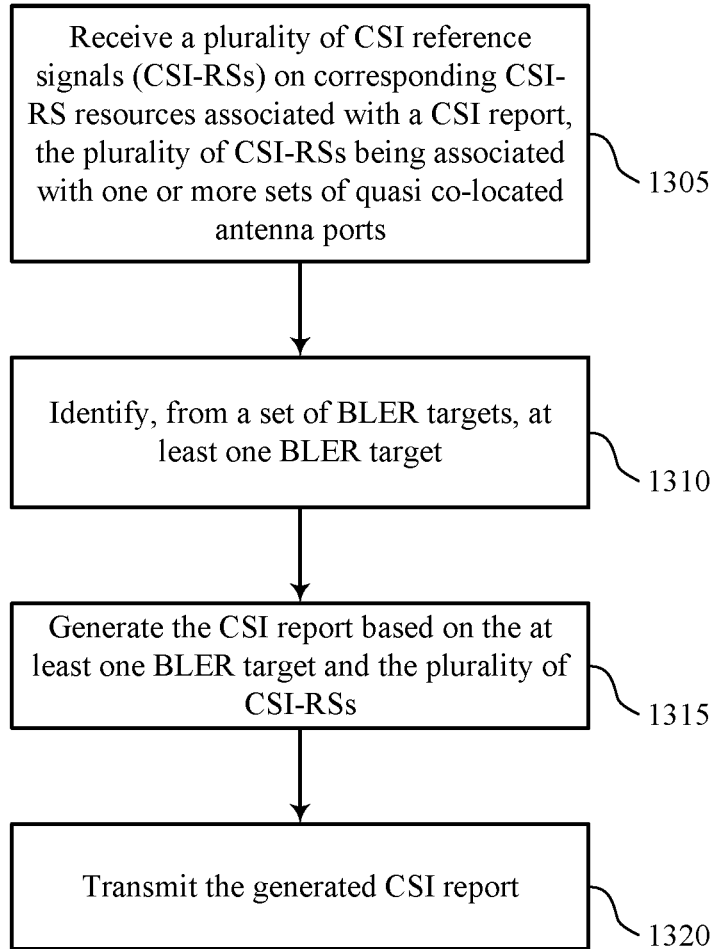 Receive a plurality of CSI reference
signals (CSI-RSs) on corresponding CSI-
RS resources associated with a CSI report,
the plurality of CSI-RSs being associated
with one or more sets of quasi co-located
antenna ports
1305
Identify, from a set of BLER targets, at
least one BLER target
1310
Generate the CSI report based on the at
least one BLER target and the plurality of
CSI-RSs
1315
Transmit the generated CSI report
1320